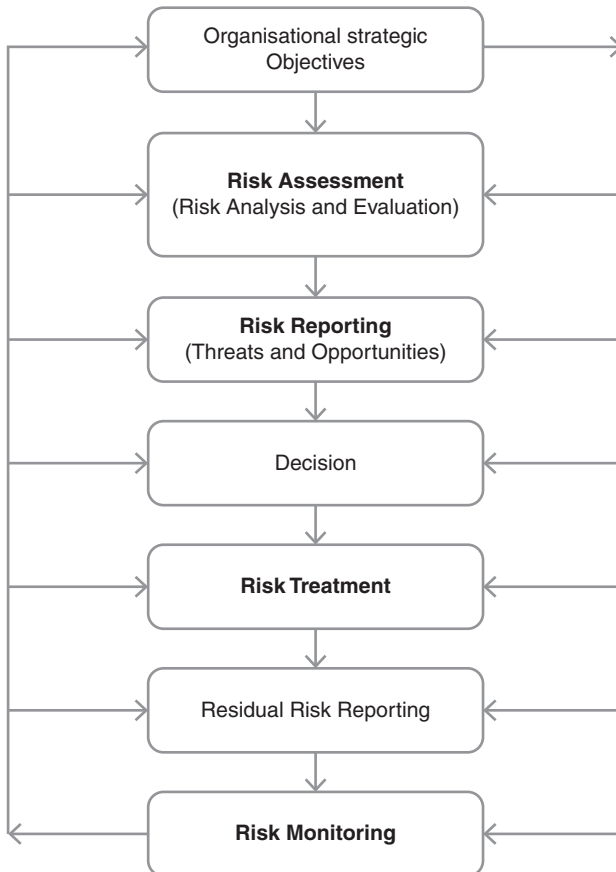 Organisational strategic
Objectives
Risk Assessment
(Risk Analysis and Evaluation)
Risk Reporting
(Threats and Opportunities)
Decision
Risk Treatment
Residual Risk Reporting
Risk Monitoring